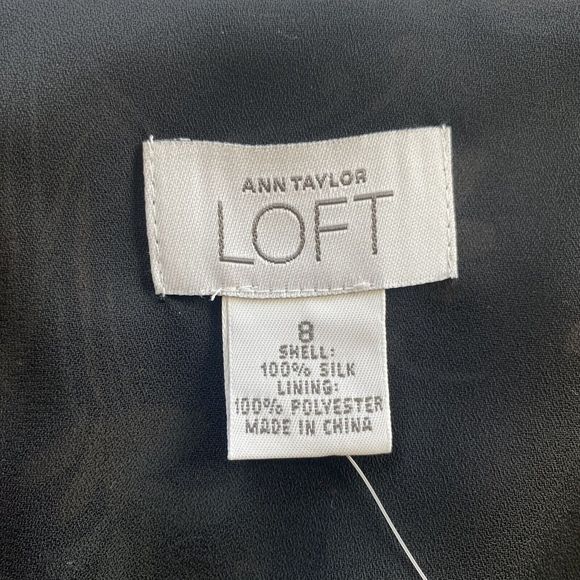 ANN TAYLOR
LOFT
8
SHELL:
100% SILK
LINING:
100% POLYESTER
MADE IN CHINA